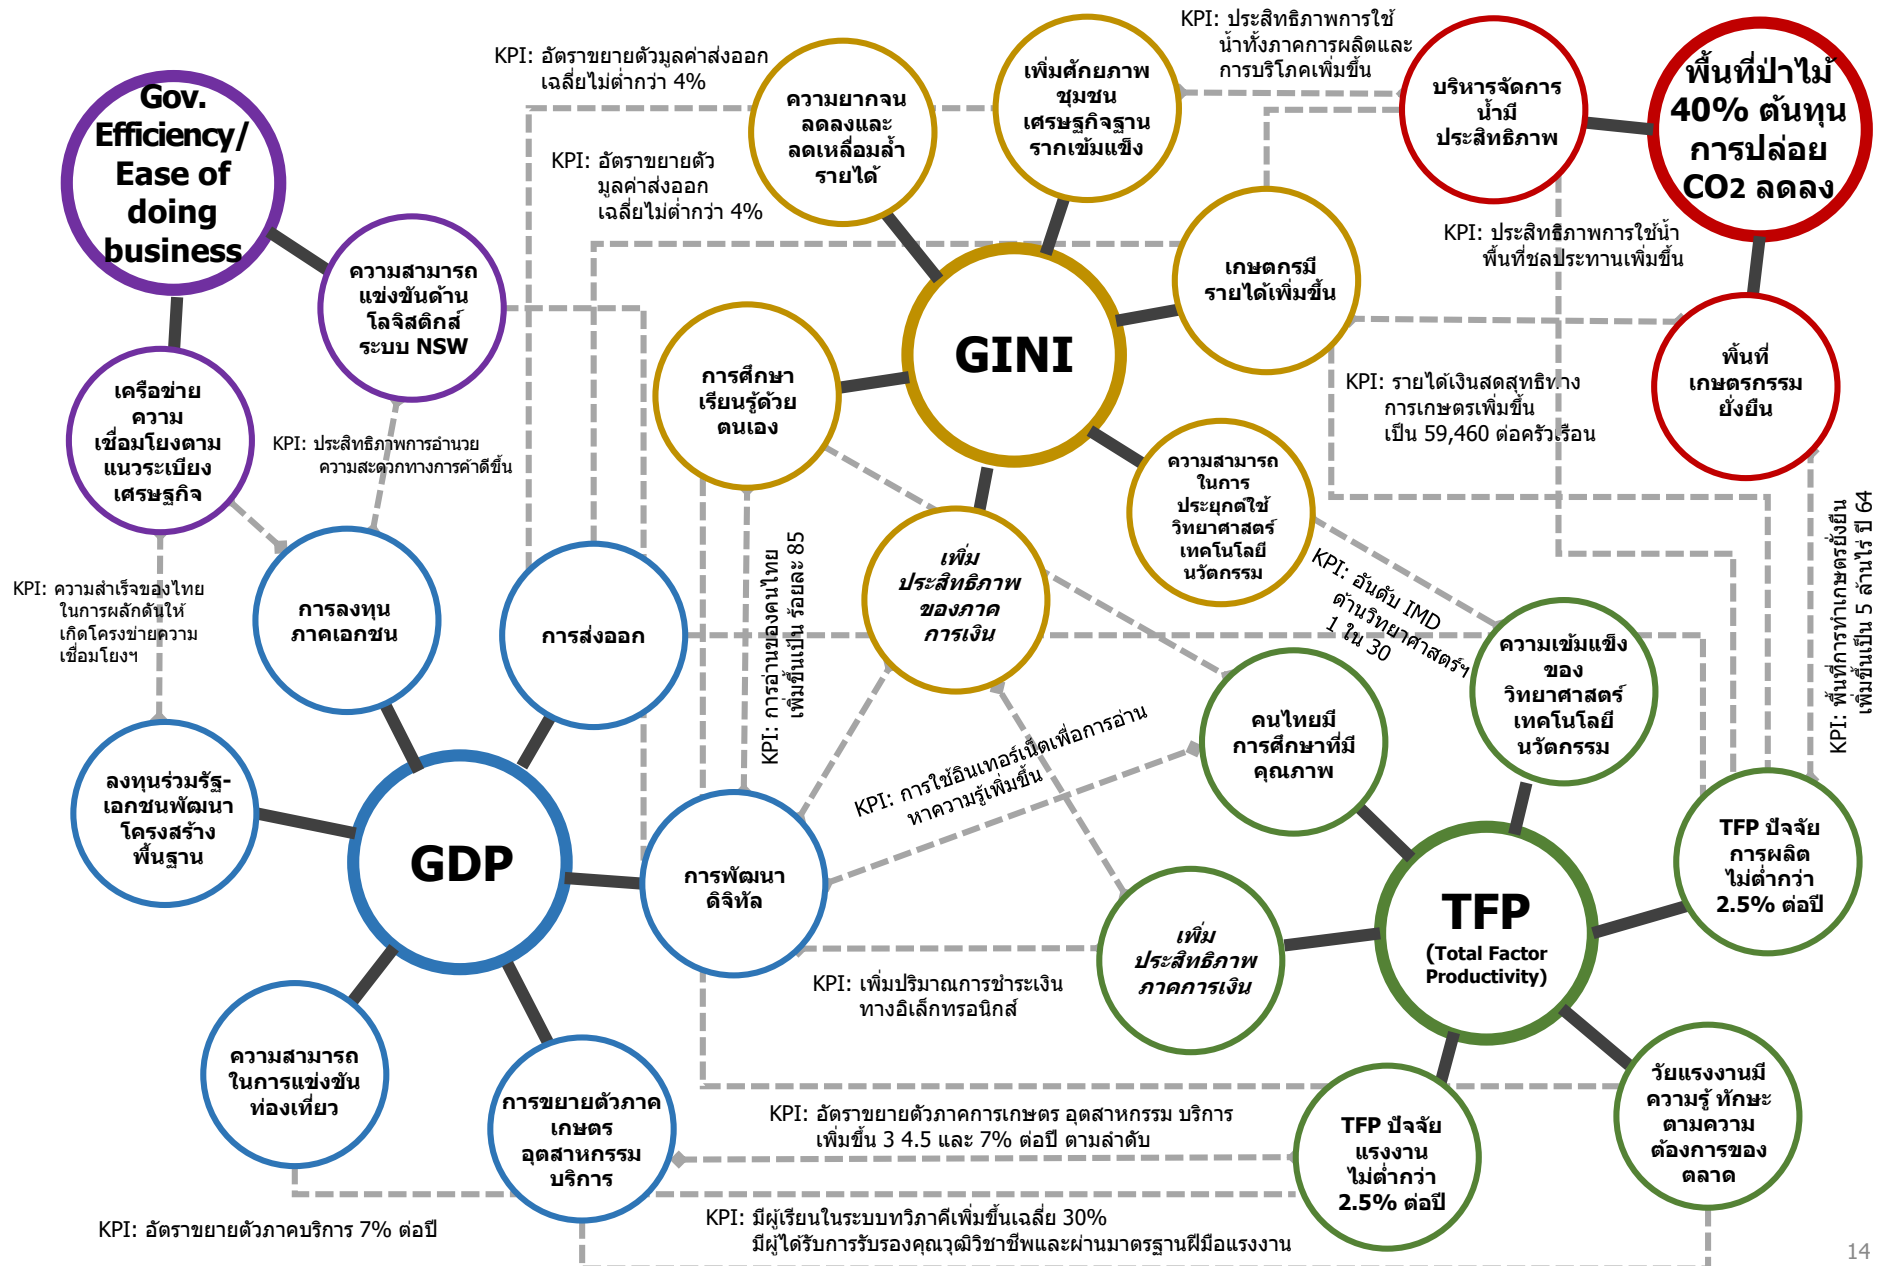 KPI: ประสิทธิภาพการใช้
น้ำทั้งภาคการผลิตและ
การบริโภคเพิ่มขึ้น
KPI: อัตราขยายตัวมูลค่าส่งออก
เฉลี่ยไม่ต่ำกว่า 4%
Gov.
Efficiency/
Ease of
doing
business
ความยากจน
ลดลงและ
ลดเหลื่อมล้ำ
รายได้
เพิ่มศักยภาพ
ชุมชน
เศรษฐกิจฐาน
รากเข้มแข็ง
บริหารจัดการ
น้ำมี
ประสิทธิภาพ
พื้นที่ป่าไม้
40% ต้นทุน
การปล่อย
CO2 ลดลง
KPI: อัตราขยายตัว
มูลค่าส่งออก
เฉลี่ยไม่ต่ำกว่า 4%
KPI: ประสิทธิภาพการใช้น้ำ
พื้นที่ชลประทานเพิ่มขึ้น
ความสามารถ
แข่งขันด้าน
โลจิสติกส์
ระบบ NSW
เกษตกรมี
รายได้เพิ่มขึ้น
GINI
การศึกษา
เรียนรู้ด้วย
ตนเอง
KPI: รายได้เงินสดสุทธิทาง
การเกษตรเพิ่มขึ้น
เป็น 59,460 ต่อครัวเรือน
พื้นที่
เกษตรกรรม
ยั่งยืน
เครือข่าย
ความ
เชื่อมโยงตาม
แนวระเบียง
เศรษฐกิจ
KPI: ประสิทธิภาพการอำนวย
ความสะดวกทางการค้าดีขึ้น
ความสามารถ
ในการ
ประยุกต์ใช้
วิทยาศาสตร์
เทคโนโลยี
นวัตกรรม
KPI: การอ่านของคนไทย
เพิ่มขึ้นเป็น ร้อยละ 85
เพิ่ม
ประสิทธิภาพ
ของภาค
การเงิน
KPI: อันดับ IMD
ด้านวิทยาศาสตร์ฯ
1 ใน 30
KPI: พื้นที่การทำเกษตรยั่งยืน
เพิ่มขึ้นเป็น 5 ล้านไร่ ปี 64
KPI: ความสำเร็จของไทย
ในการผลักดันให้
เกิดโครงข่ายความ
เชื่อมโยงฯ
การลงทุน
ภาคเอกชน
การส่งออก
ความเข้มแข็ง
ของ
วิทยาศาสตร์
เทคโนโลยี
นวัตกรรม
คนไทยมี
การศึกษาที่มี
คุณภาพ
KPI: การใช้อินเทอร์เน็ตเพื่อการอ่าน
หาความรู้เพิ่มขึ้น
ลงทุนร่วมรัฐ-
เอกชนพัฒนา
โครงสร้าง
พื้นฐาน
GDP
การพัฒนา
ดิจิทัล
TFP ปัจจัย
การผลิต
ไม่ต่ำกว่า
2.5% ต่อปี
TFP
(Total Factor
Productivity)
เพิ่ม
ประสิทธิภาพ
ภาคการเงิน
KPI: เพิ่มปริมาณการชำระเงิน
ทางอิเล็กทรอนิกส์
ความสามารถ
ในการแข่งขัน
ท่องเที่ยว
การขยายตัวภาค
เกษตร
อุตสาหกรรม
บริการ
KPI: อัตราขยายตัวภาคการเกษตร อุตสาหกรรม บริการ
เพิ่มขึ้น 3 4.5 และ 7% ต่อปี ตามลำดับ
TFP ปัจจัย
แรงงาน
ไม่ต่ำกว่า
2.5% ต่อปี
วัยแรงงานมี
ความรู้ ทักษะ
ตามความ
ต้องการของ
ตลาด
KPI: อัตราขยายตัวภาคบริการ 7% ต่อปี
KPI: มีผู้เรียนในระบบทวิภาคีเพิ่มขึ้นเฉลี่ย 30%
มีผู้ได้รับการรับรองคุณวุฒิวิชาชีพและผ่านมาตรฐานฝีมือแรงงาน
14